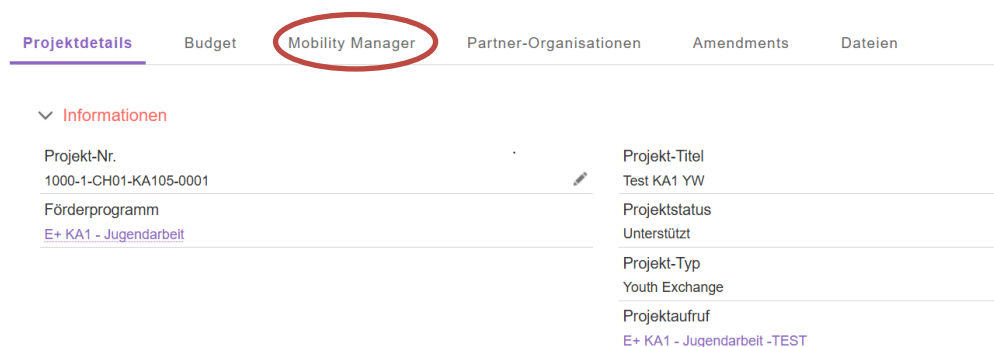 Projektdetails Budget Mobility Manager Partner-Organisationen Amendments Dateien
Informationen
Projekt-Nr.
1000-1-CH01-KA105-0001
Förderprogramm
E+ KA1 - Jugendarbeit
Projekt-Titel
Test KA1 YW
Projektstatus
Unterstützt
Projekt-Typ
Youth Exchange
Projektaufruf
E+ KA1 - Jugendarbeit -TEST